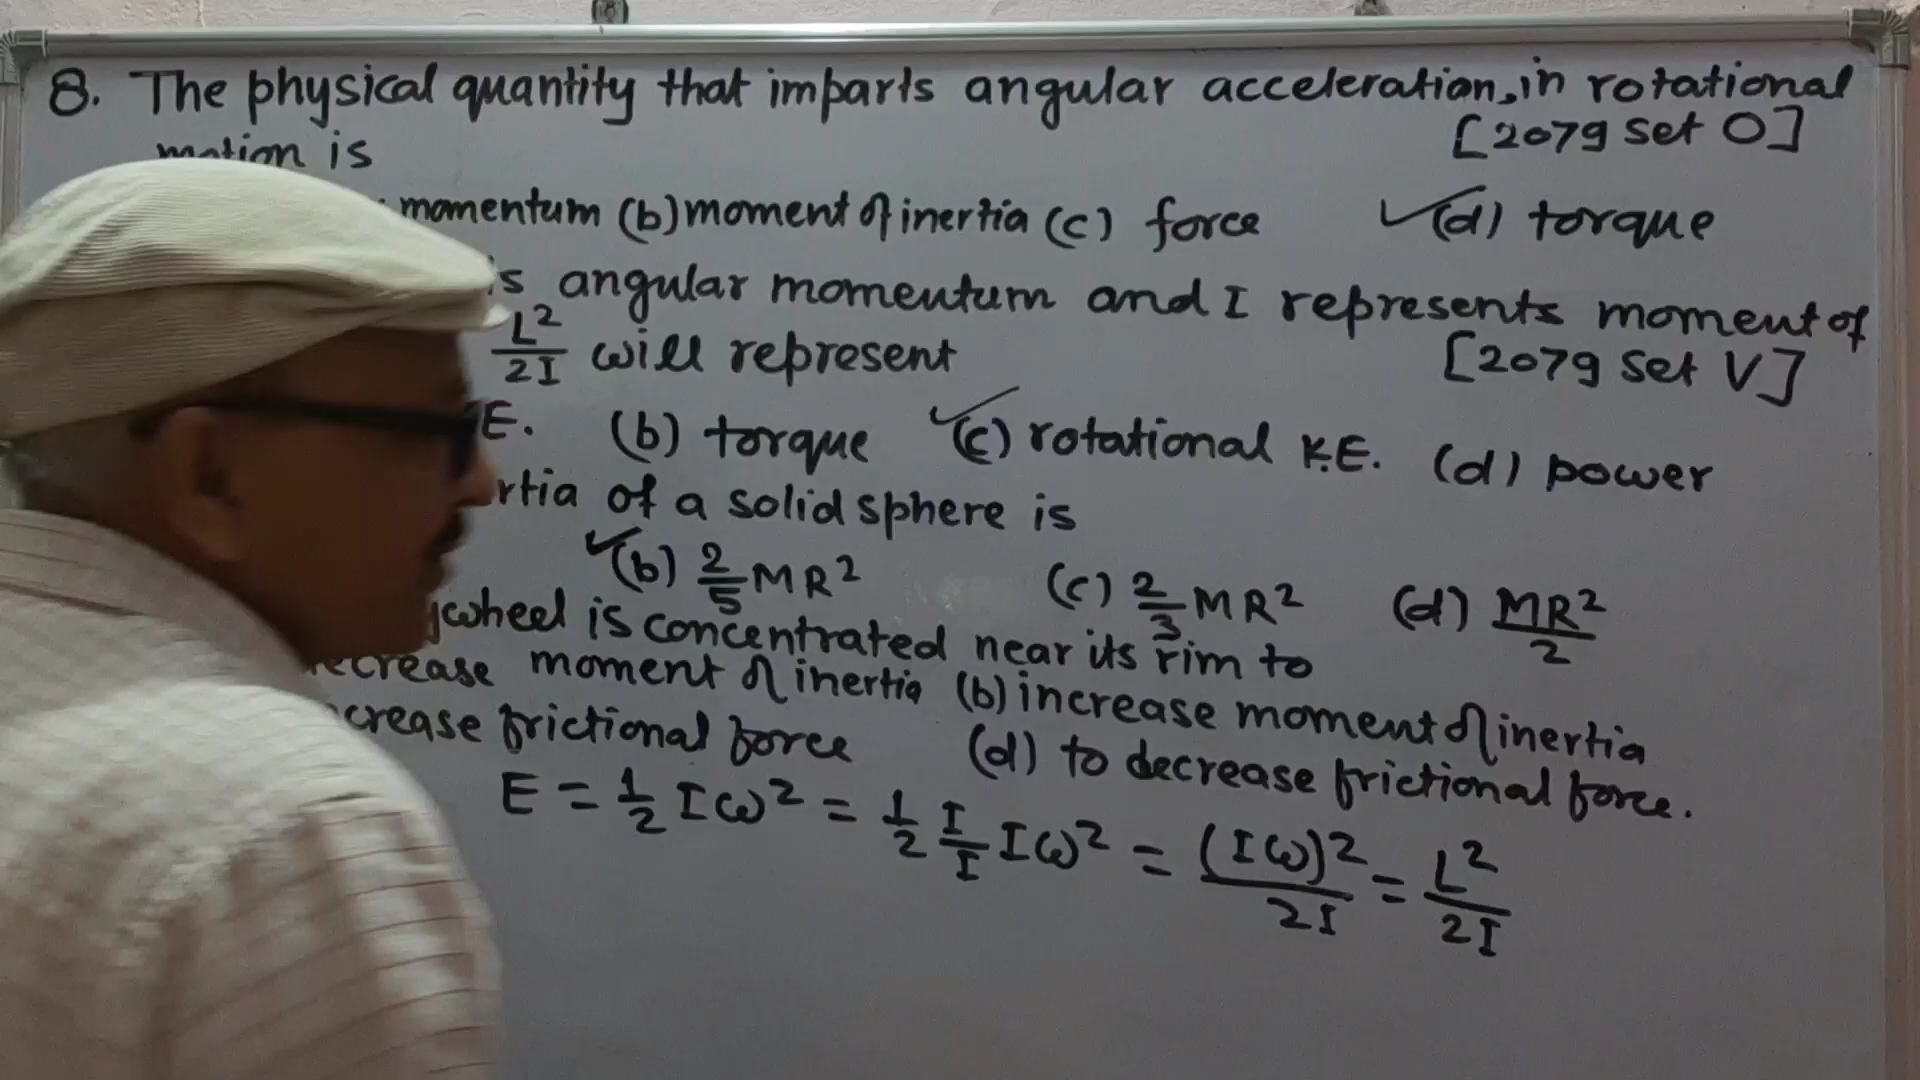 8. The physical quantity that imparts angular acceleration, in rotational
motion is [2079 Set O]
momentum (b) moment of inertia (c) force ✓(d) torque
is angular momentum and I represents moment of
L²/2I will represent [2079 Set V]
E. (b) torque ✓(c) rotational K.E. (d) power
of a solid sphere is
✓(b) 2/5 MR² (c) 2/3 MR² (d) MR²/2
wheel is concentrated near its rim to
moment of inertia (b) increase moment of inertia
frictional force (d) to decrease frictional force.
E = 1/2 Iω² = 1/2 I/I Iω² = (Iω)²/2I = L²/2I